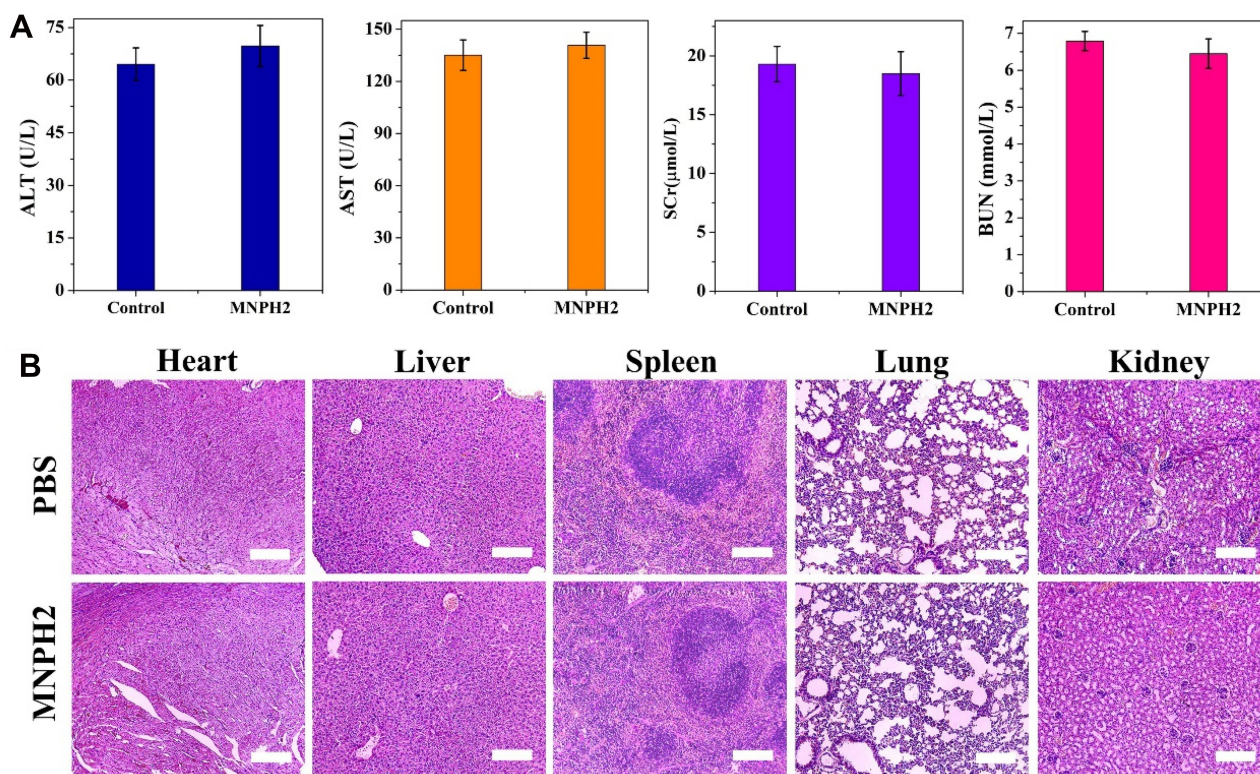 A
ALT (U/L)
75
60
45
30
15
0
Control
MNPH2
AST (U/L)
150
120
90
60
30
0
Control
MNPH2
SCr(μmol/L)
20
15
10
5
0
Control
MNPH2
BUN (mmol/L)
7
6
5
4
3
2
1
0
Control
MNPH2
B
Heart Liver Spleen Lung Kidney
PBS
MNPH2